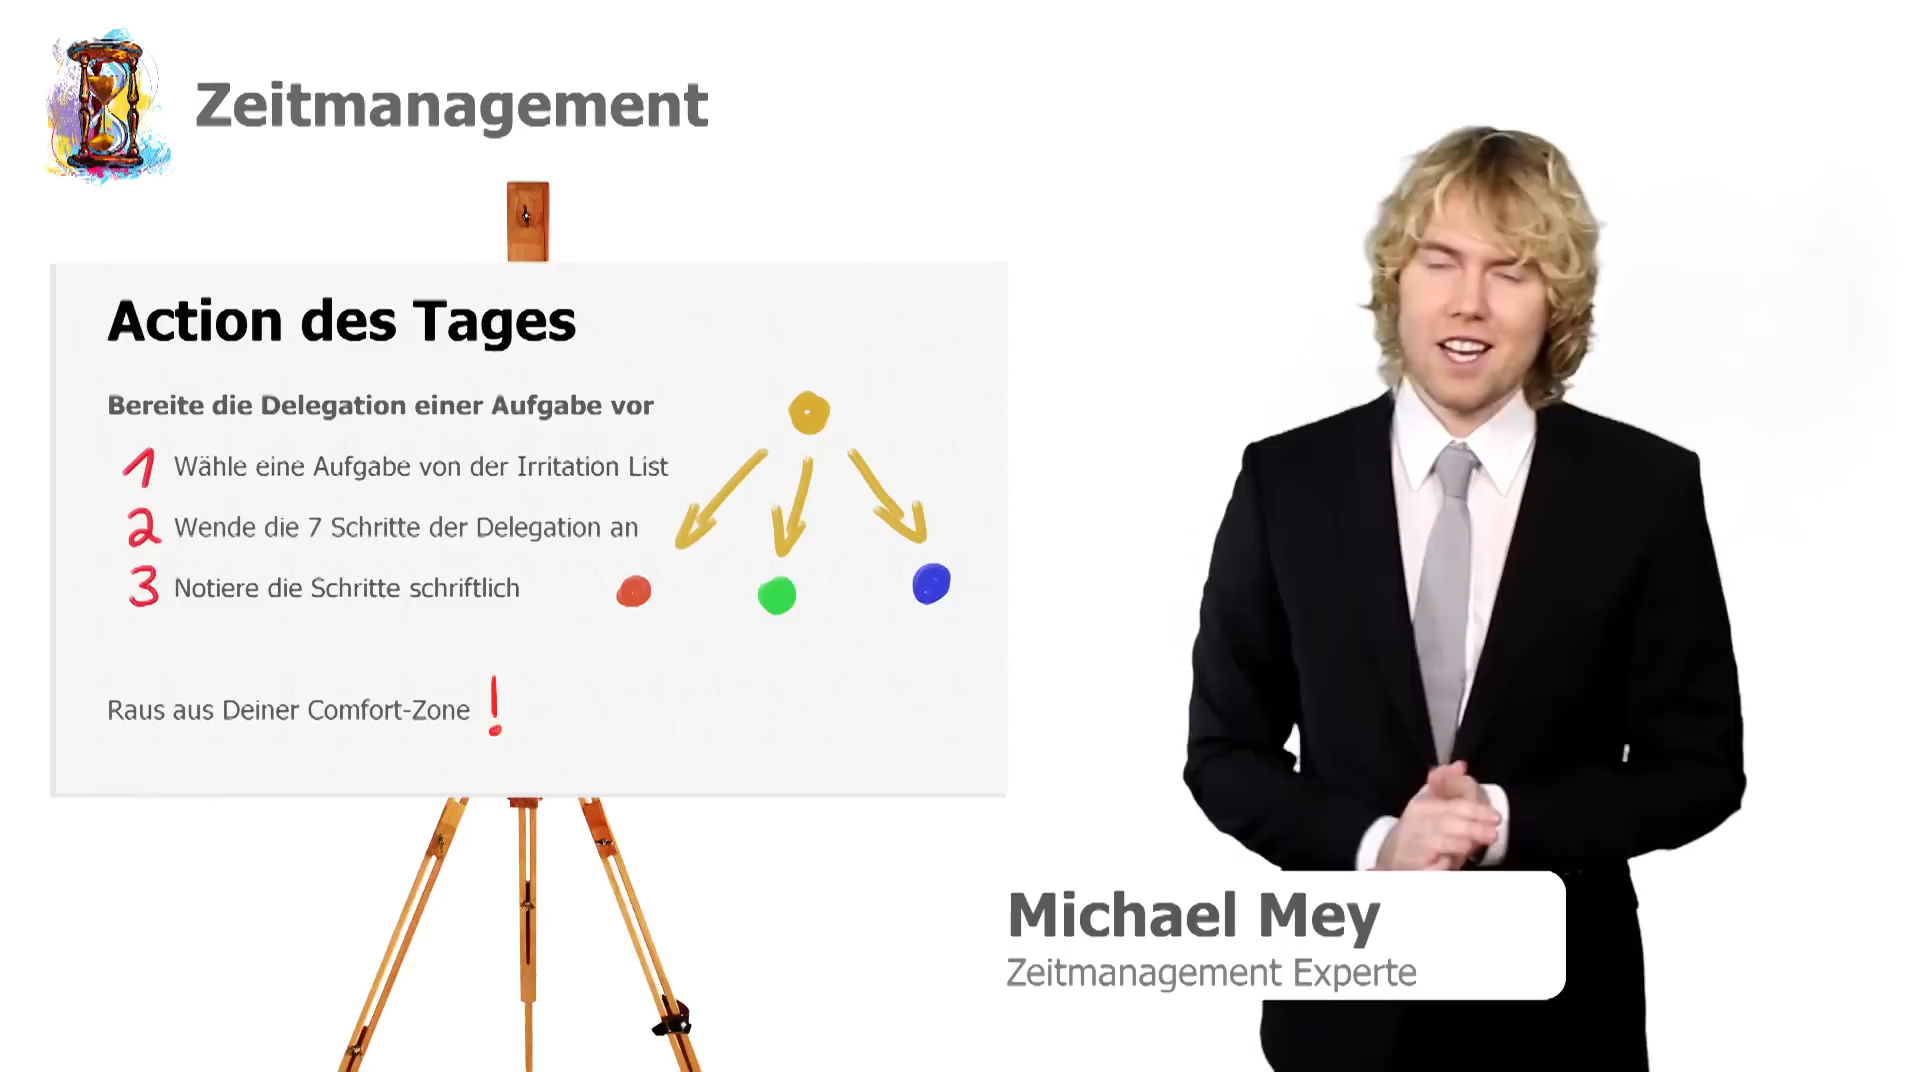 Zeitmanagement
Action des Tages
Bereite die Delegation einer Aufgabe vor
1 Wähle eine Aufgabe von der Irritation List
2 Wende die 7 Schritte der Delegation an
3 Notiere die Schritte schriftlich
Raus aus Deiner Comfort-Zone !
Michael Mey
Zeitmanagement Experte